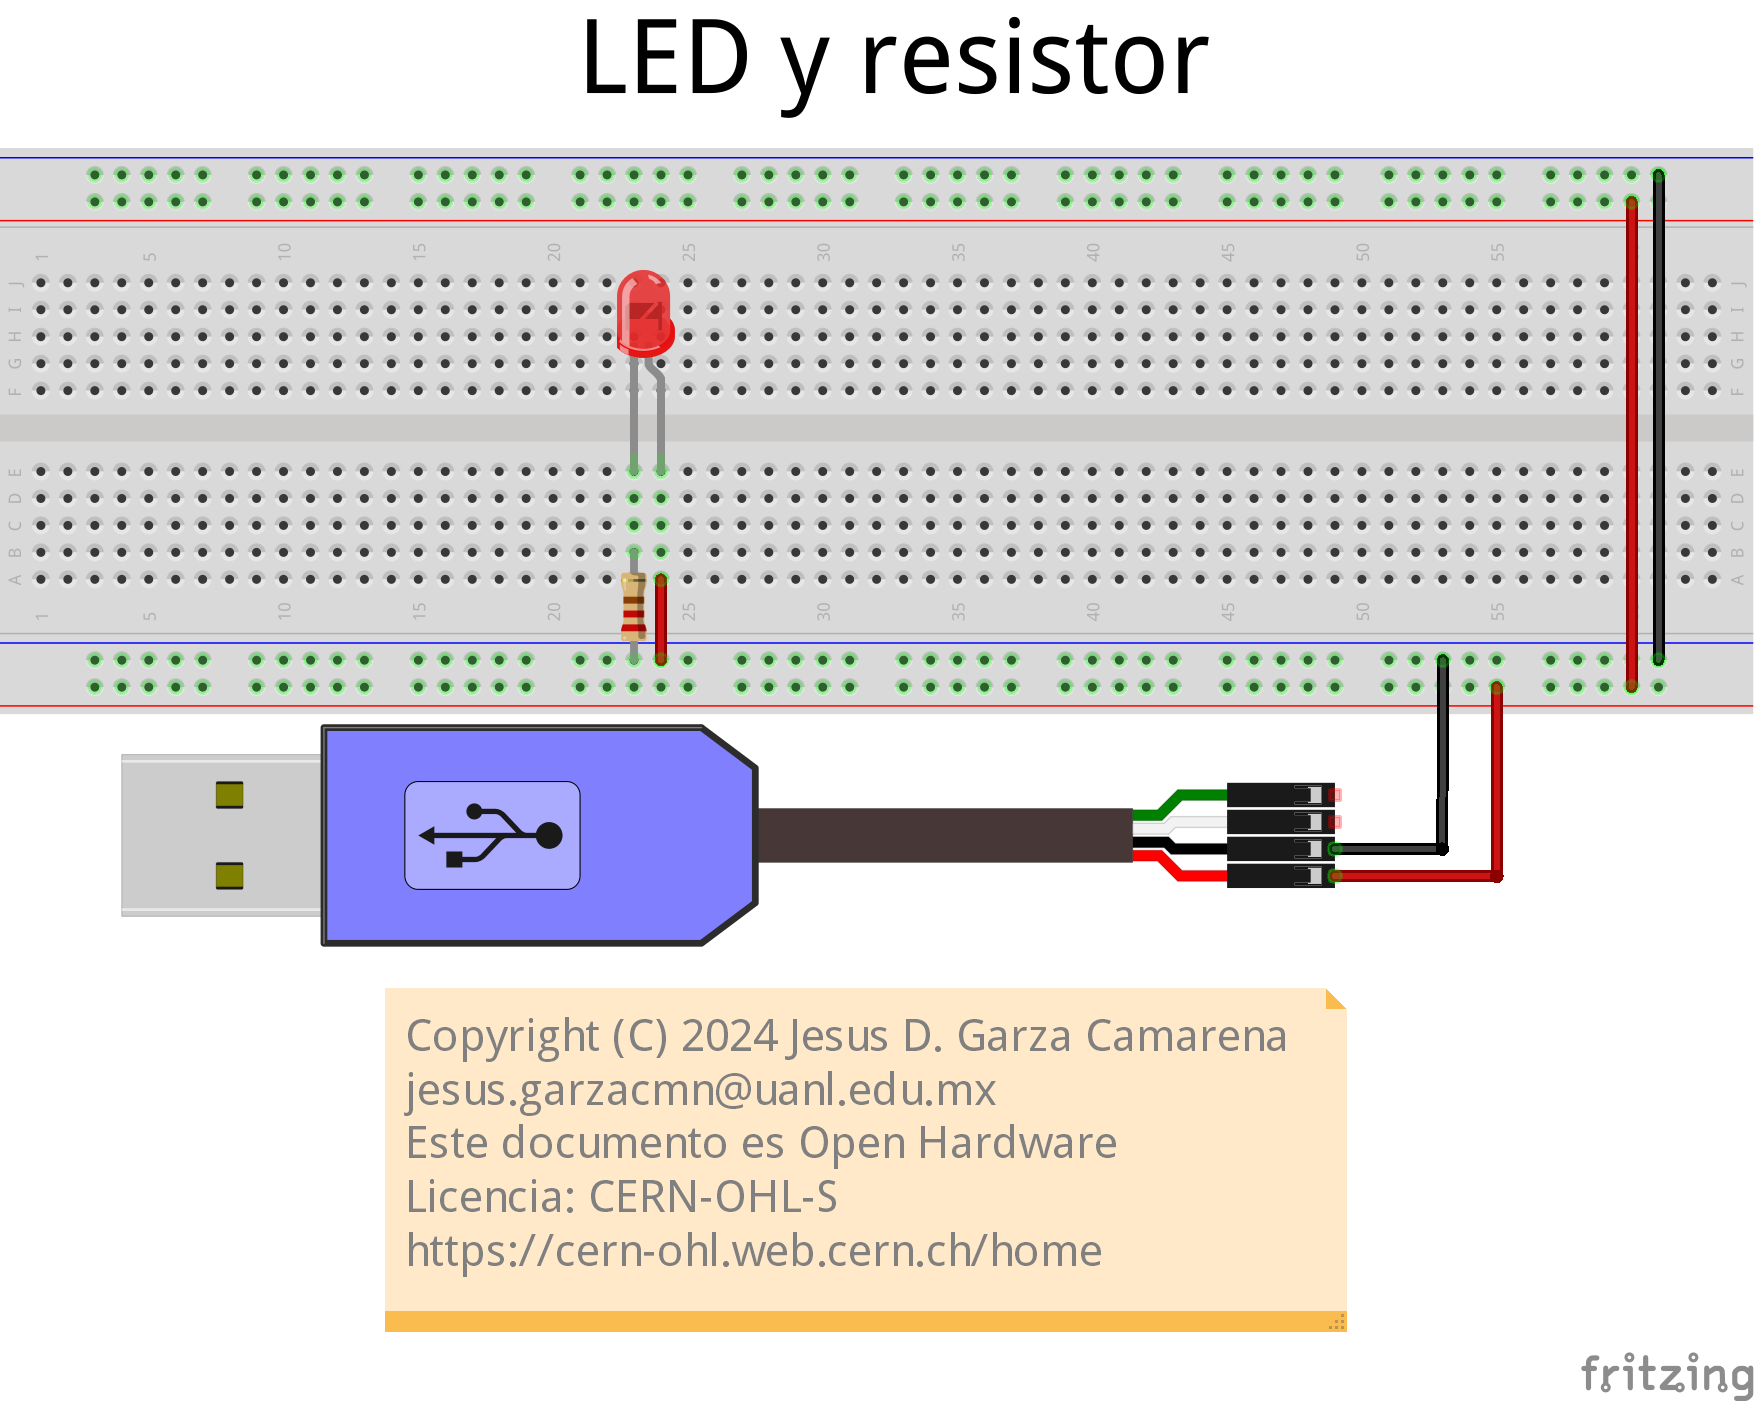 LED y resistor
1 5 10 15 20 25 30 35 40 45 50 55
J J
I I
H H
G G
F F
E E
D D
C C
B B
A A
1 5 10 15 20 25 30 35 40 45 50 55
Copyright (C) 2024 Jesus D. Garza Camarena
jesus.garzacmn@uanl.edu.mx
Este documento es Open Hardware
Licencia: CERN-OHL-S
https://cern-ohl.web.cern.ch/home
fritzing